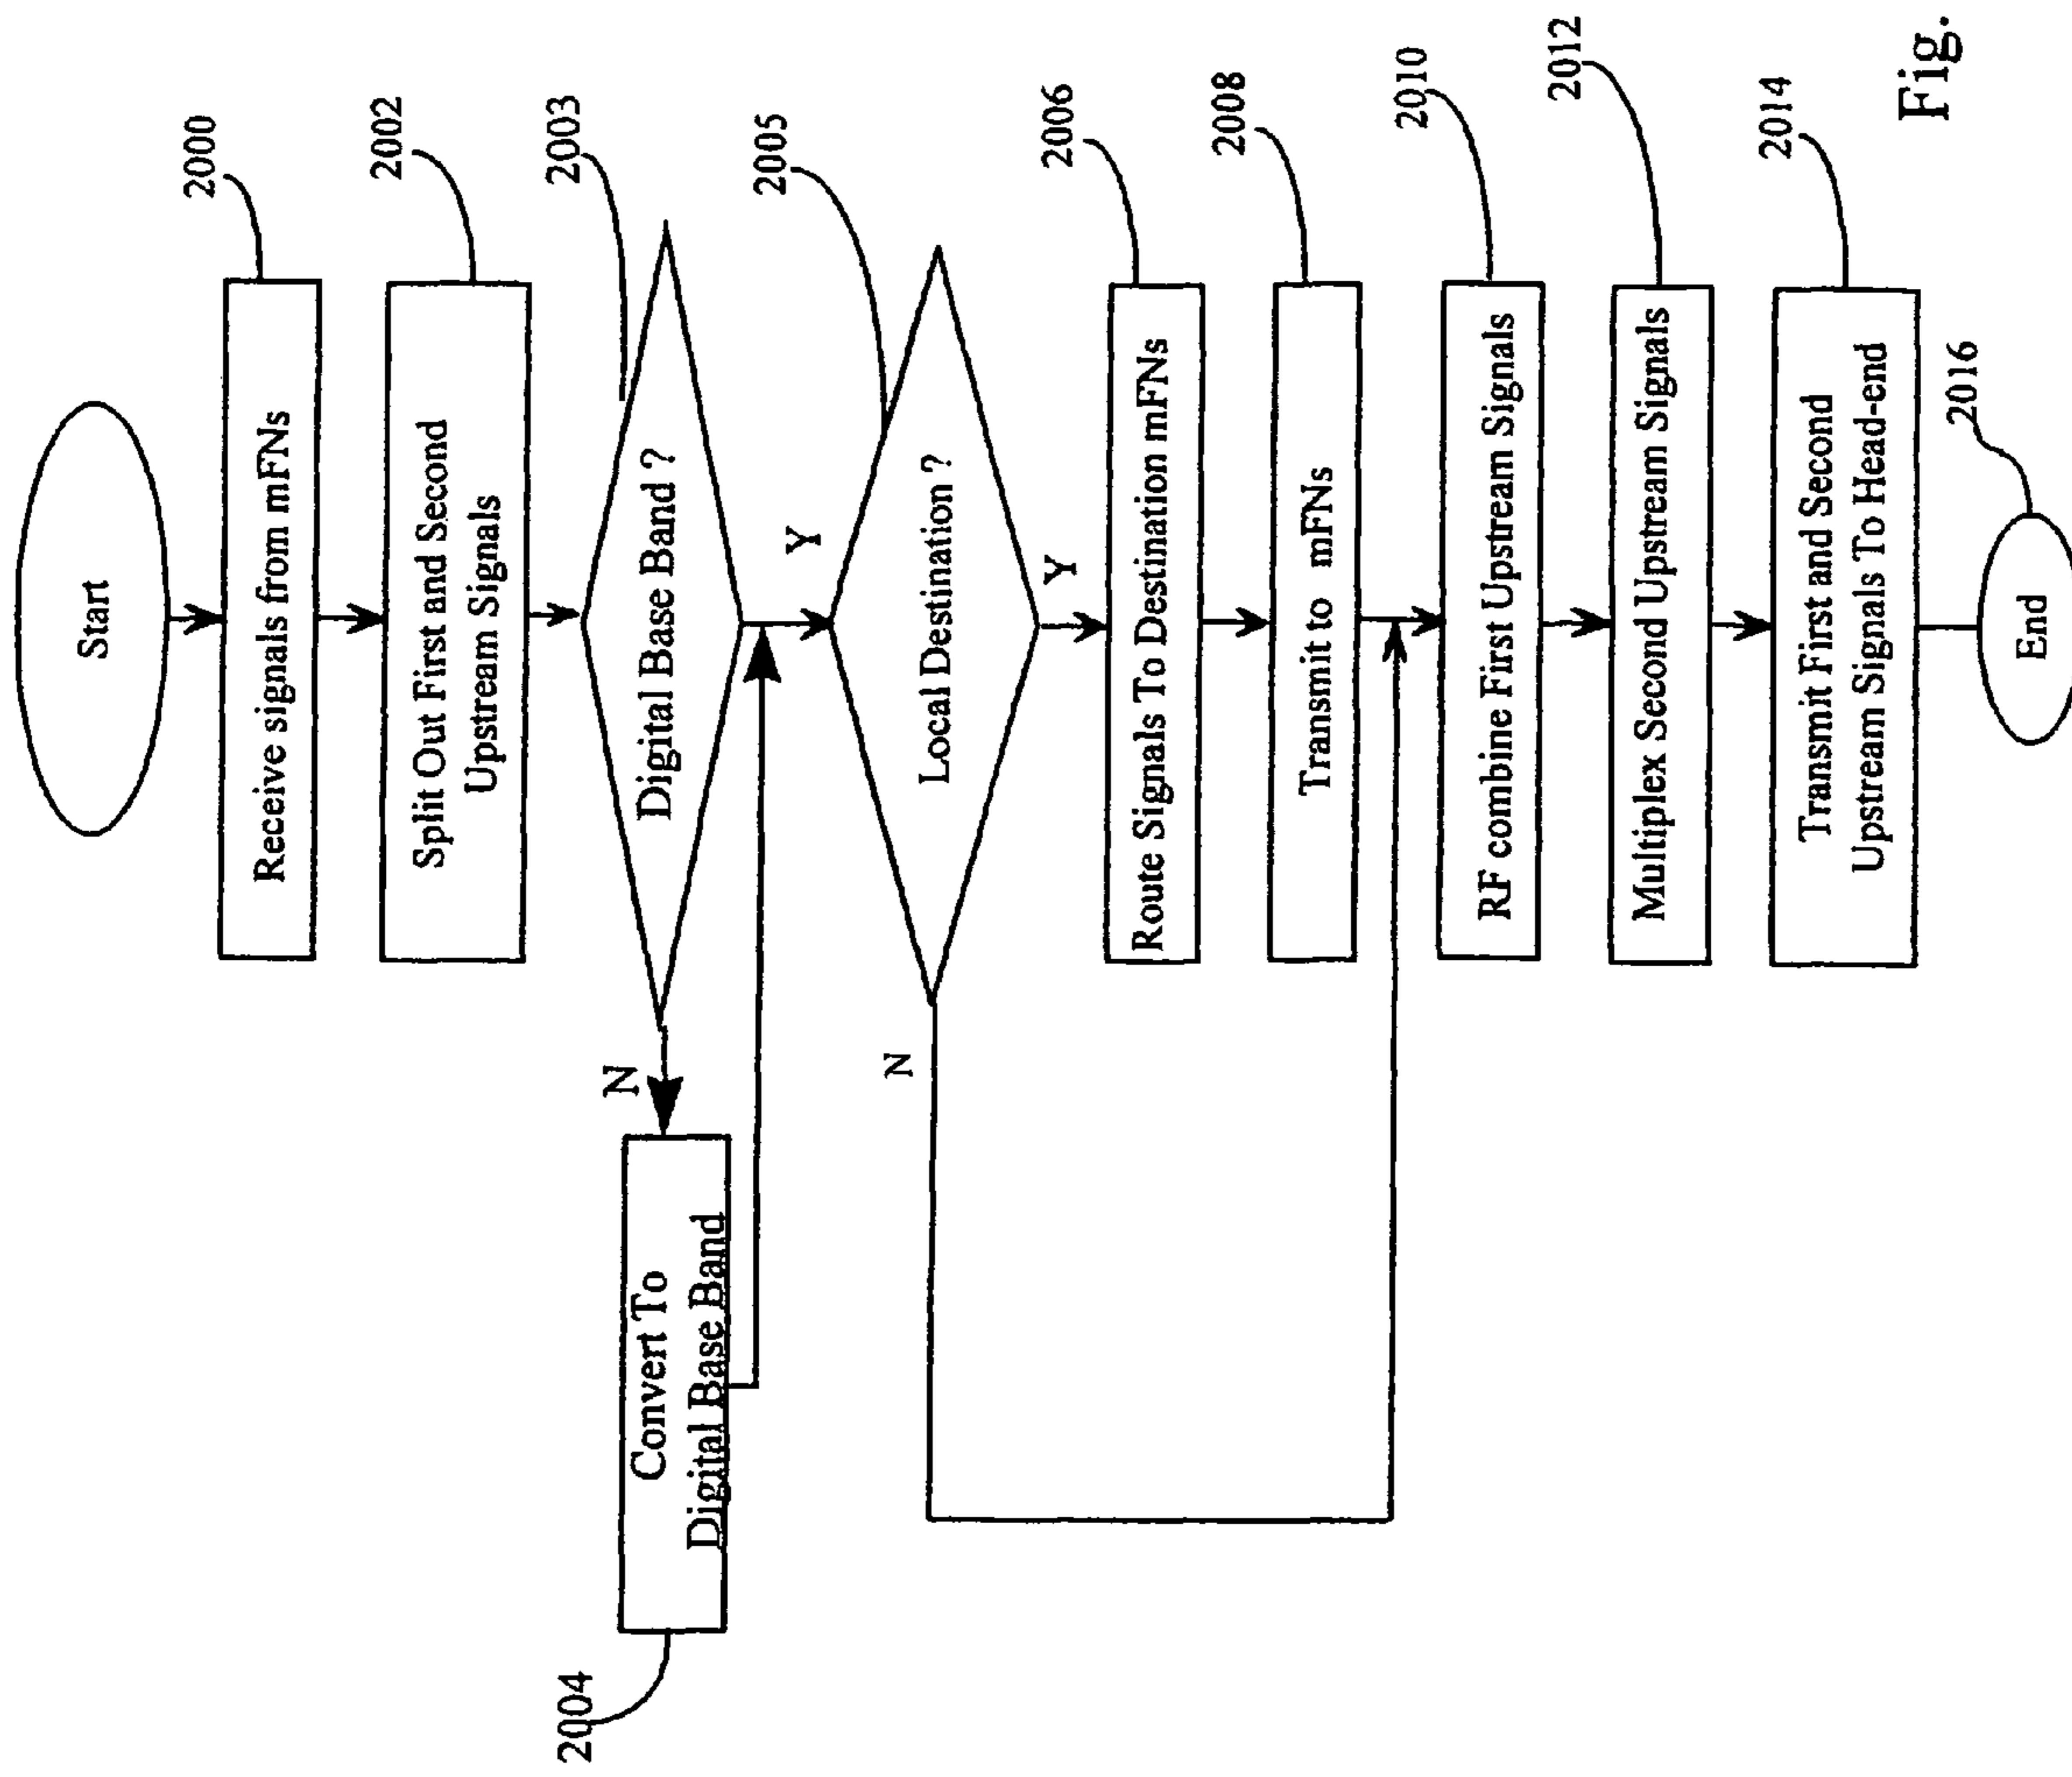 Start
2000
Receive signals from mFNs
2002
Split Out First and Second
Upstream Signals
2003
Digital Base Band ?
N
Convert To
Digital Base Band
2004
Y
2005
Local Destination ?
N
Y
2006
Route Signals To Destination mFNs
2008
Transmit to mFNs
2010
RF combine First Upstream Signals
2012
Multiplex Second Upstream Signals
2014
Transmit First and Second
Upstream Signals To Head-end
2016
End
Fig.